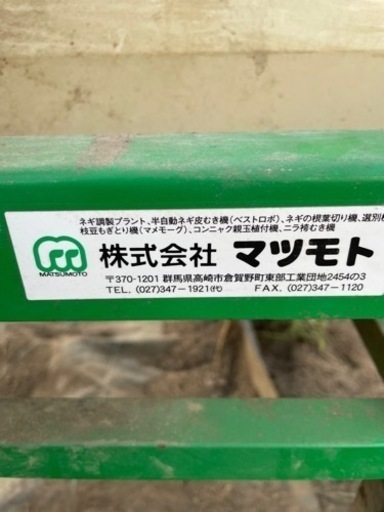 ネギ調製プラント、半自動ネギ皮むき機(ベストロボ)、ネギの根葉切り機、選別機
枝豆もぎとり機(マメモーグ)、コンニャク親玉植付機、ニラ袴むき機
MATSUMOTO
株式会社 マツモト
〒370-1201 群馬県高崎市倉賀野町東部工業団地2454の3
TEL. (027)347-1921㈹ FAX. (027)347-1120